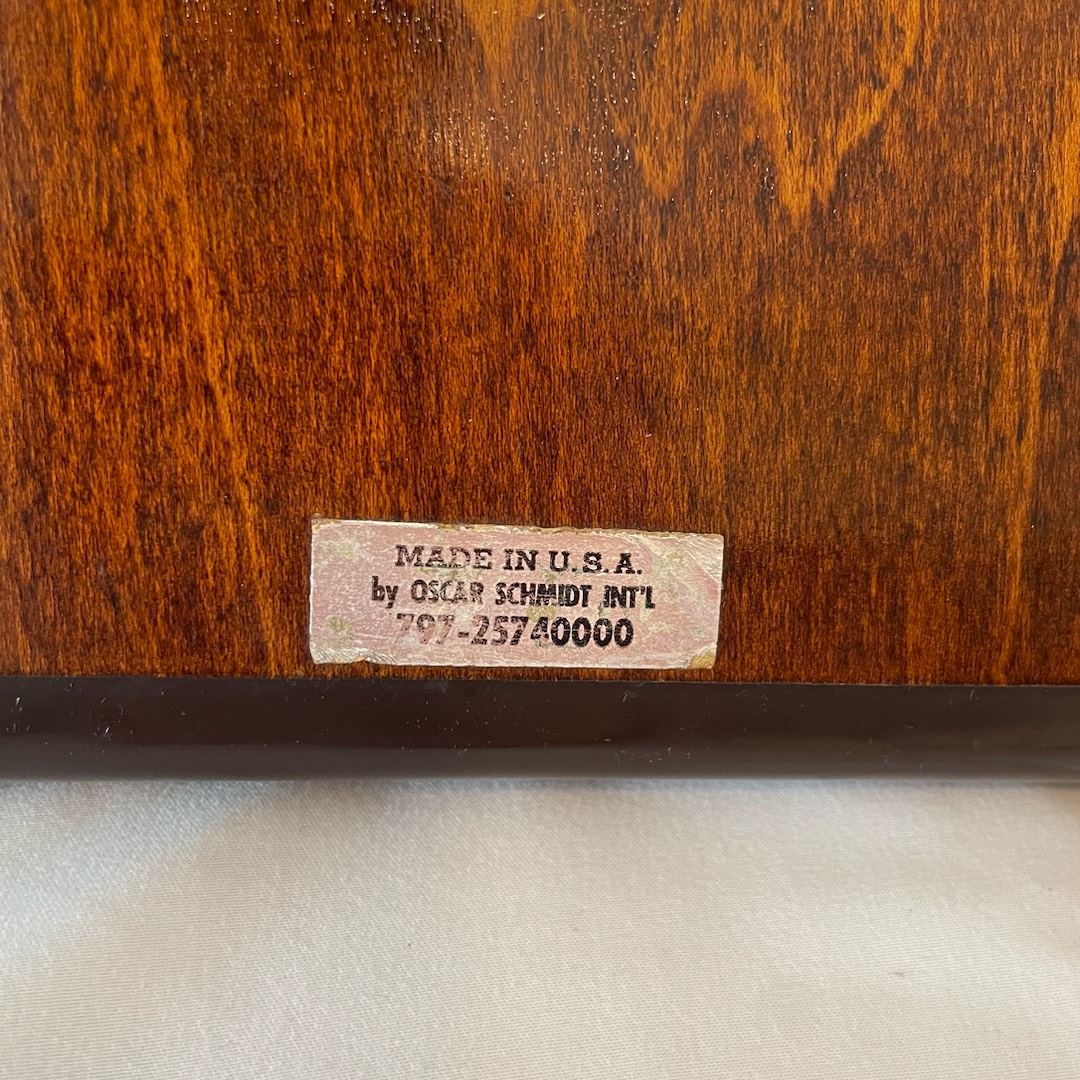 MADE IN U.S.A.
by OSCAR SCHMIDT INT'L
797-25740000